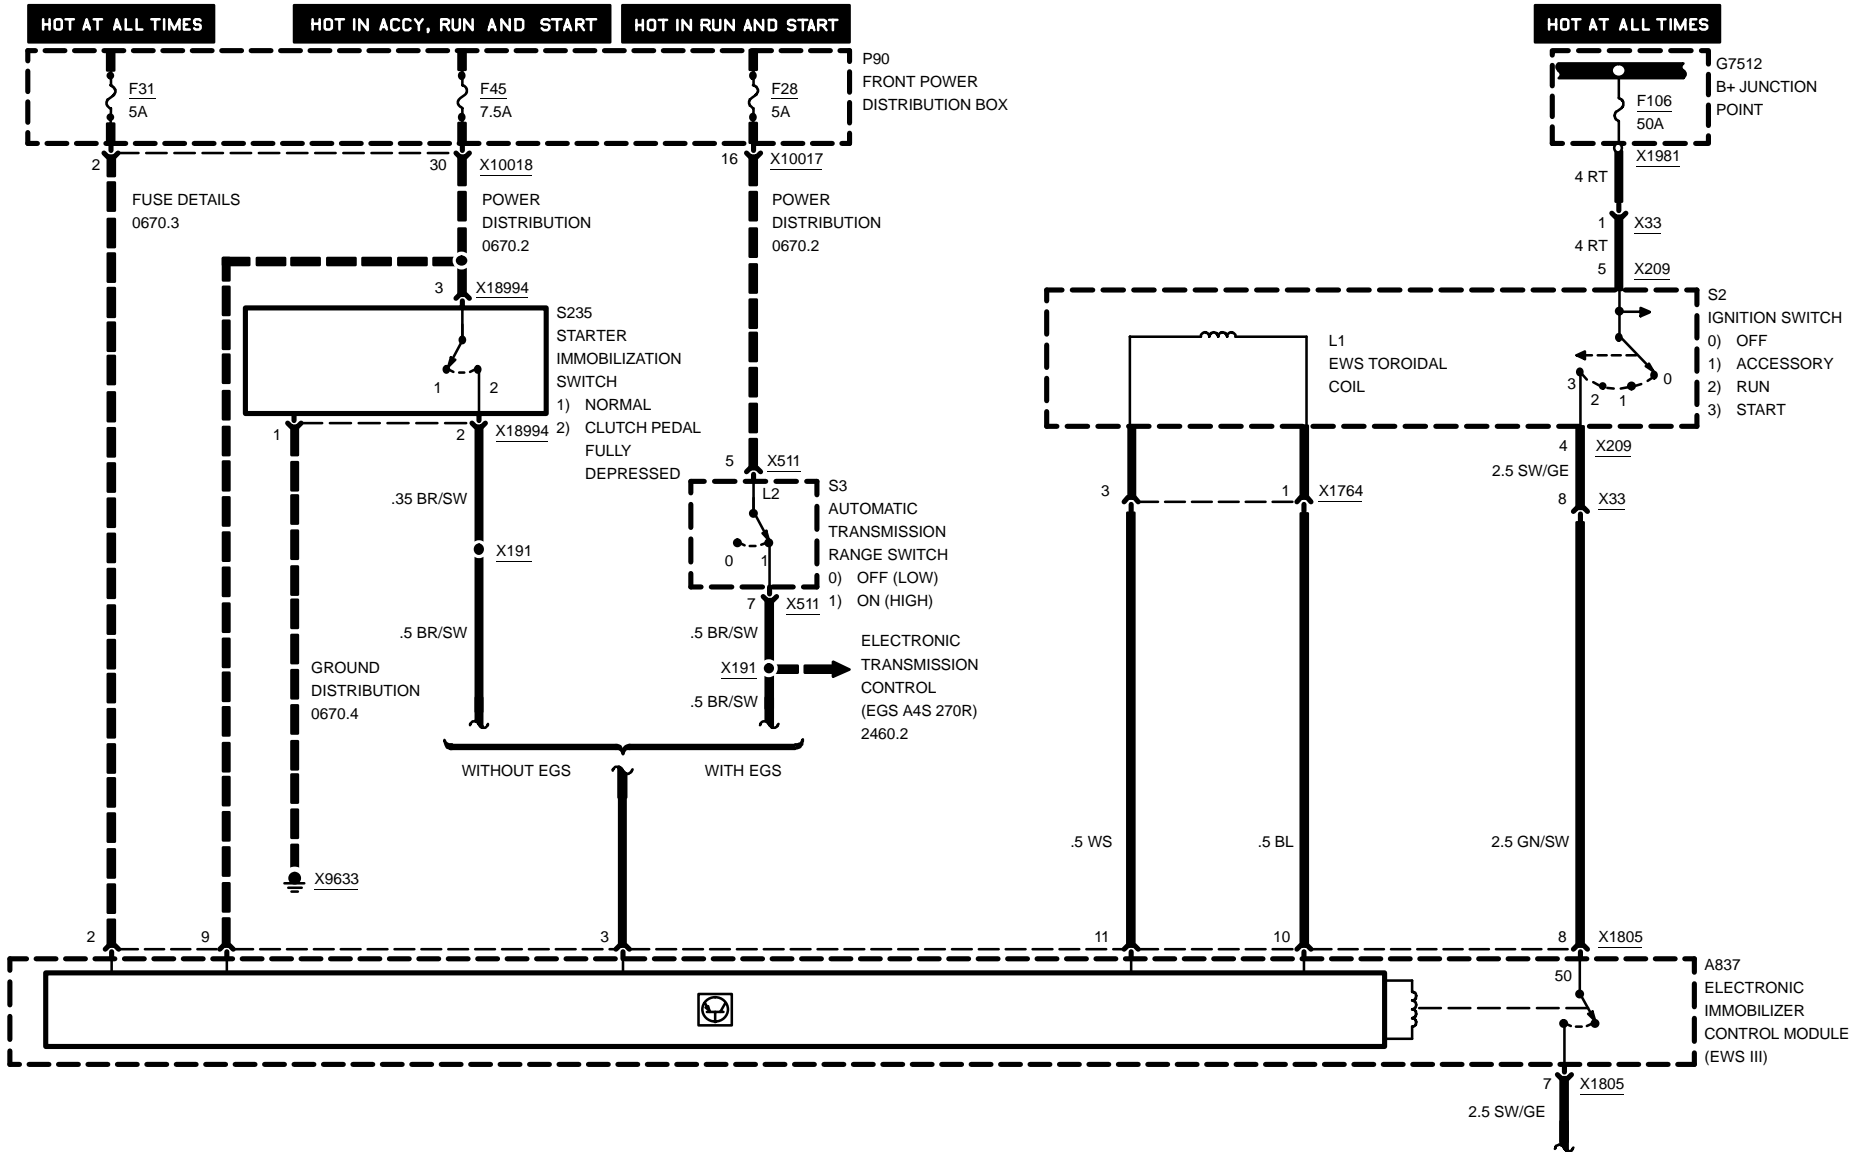 HOT AT ALL TIMES
HOT IN ACCY, RUN AND START
HOT IN RUN AND START
HOT AT ALL TIMES
F31
5A
F45
7.5A
F28
5A
P90
FRONT POWER
DISTRIBUTION BOX
F106
50A
G7512
B+ JUNCTION
POINT
2
30
X10018
16
X10017
X1981
4 RT
1
X33
4 RT
5
X209
FUSE DETAILS
0670.3
POWER
DISTRIBUTION
0670.2
POWER
DISTRIBUTION
0670.2
3
X18994
S235
STARTER
IMMOBILIZATION
SWITCH
1) NORMAL
2) CLUTCH PEDAL
FULLY
DEPRESSED
1
2
1
2
X18994
L1
EWS TOROIDAL
COIL
3
2
1
0
S2
IGNITION SWITCH
0) OFF
1) ACCESSORY
2) RUN
3) START
4
X209
2.5 SW/GE
8
X33
3
1
X1764
5
X511
L2
0
1
S3
AUTOMATIC
TRANSMISSION
RANGE SWITCH
0) OFF (LOW)
1) ON (HIGH)
7
X511
.35 BR/SW
X191
.5 BR/SW
.5 BR/SW
X191
.5 BR/SW
ELECTRONIC
TRANSMISSION
CONTROL
(EGS A4S 270R)
2460.2
GROUND
DISTRIBUTION
0670.4
WITHOUT EGS
WITH EGS
X9633
.5 WS
.5 BL
2.5 GN/SW
2
9
3
11
10
8
X1805
50
A837
ELECTRONIC
IMMOBILIZER
CONTROL MODULE
(EWS III)
7
X1805
2.5 SW/GE